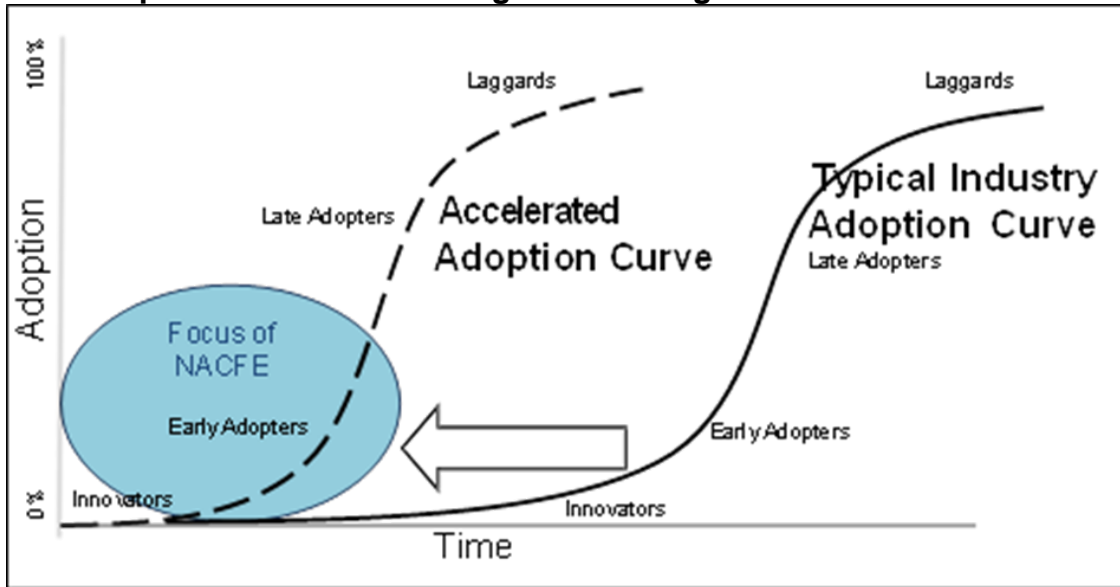 100%
Adoption
0%
Laggards
Late Adopters
Accelerated
Adoption Curve
Focus of
NACFE
Early Adopters
Innovators
Laggards
Typical Industry
Adoption Curve
Late Adopters
Early Adopters
Innovators
Time